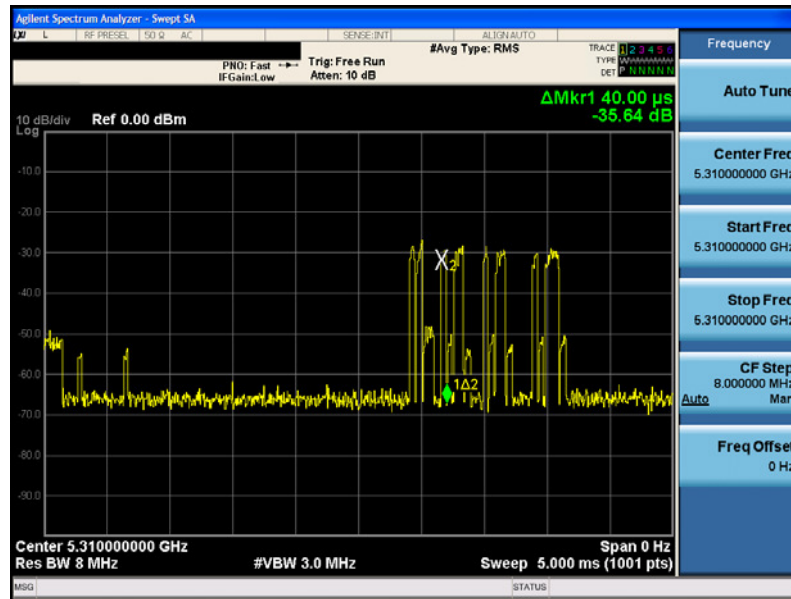 Agilent Spectrum Analyzer - Swept SA
L RF PRESEL 50 Ω AC SENSE:INT ALIGN AUTO
#Avg Type: RMS
TRACE 1 2 3 4 5 6
TYPE
DET P N N N N N
PNO: Fast
IFGain:Low
Trig: Free Run
Atten: 10 dB
ΔMkr1 40.00 µs
-35.64 dB
10 dB/div
Log
Ref 0.00 dBm
-10.0
-20.0
-30.0
-40.0
-50.0
-60.0
-70.0
-80.0
-90.0
X2
1Δ2
Center 5.310000000 GHz
Span 0 Hz
Res BW 8 MHz
#VBW 3.0 MHz
Sweep 5.000 ms (1001 pts)
MSG
STATUS
Frequency
Auto Tune
Center Freq
5.310000000 GHz
Start Freq
5.310000000 GHz
Stop Freq
5.310000000 GHz
CF Step
8.000000 MHz
Auto Man
Freq Offset
0 Hz